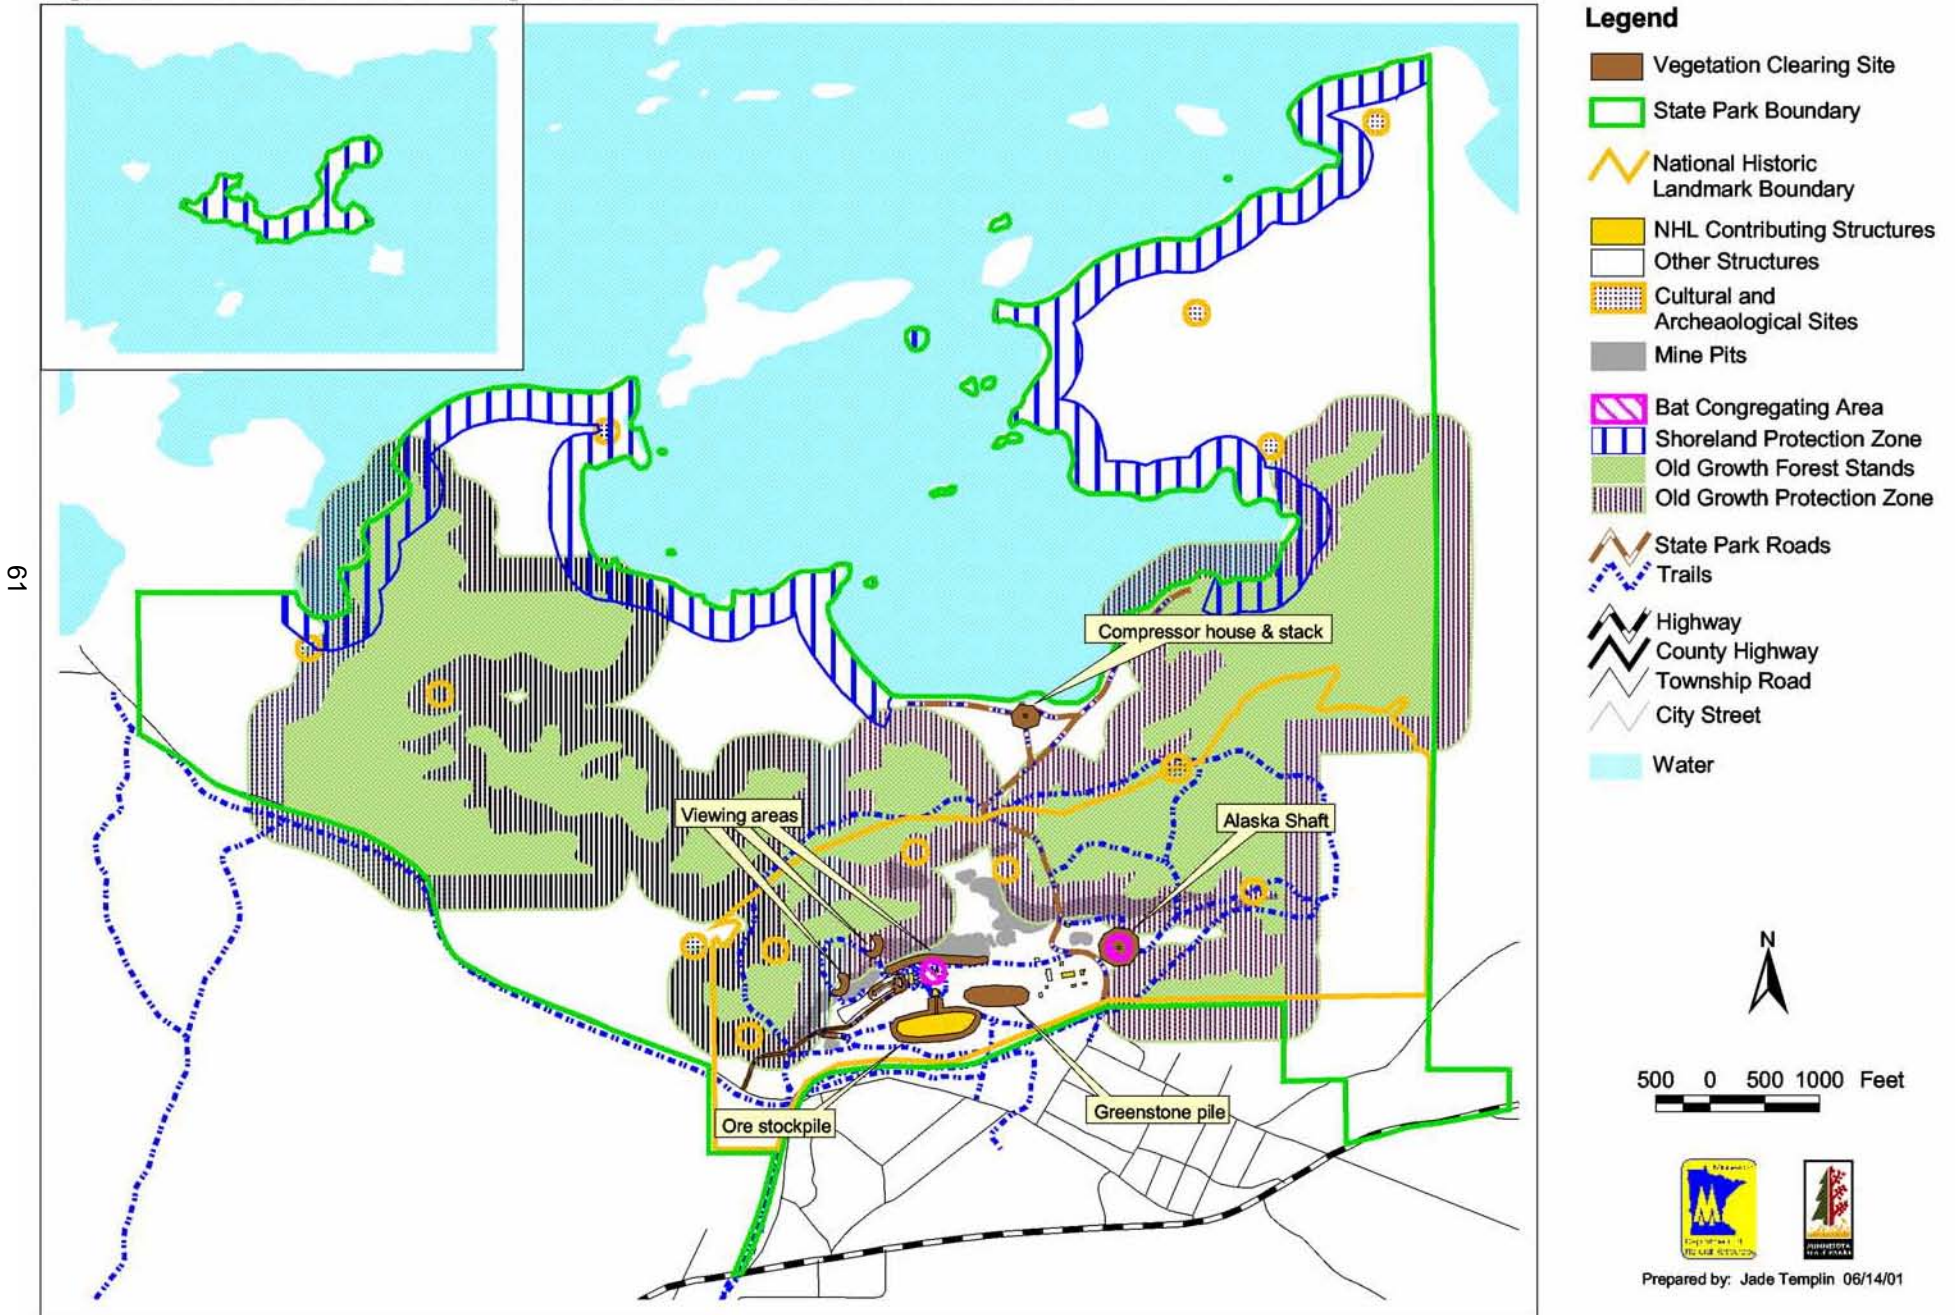 Legend
Vegetation Clearing Site
State Park Boundary
National Historic
Landmark Boundary
NHL Contributing Structures
Other Structures
Cultural and
Archeaological Sites
Mine Pits
Bat Congregating Area
Shoreland Protection Zone
Old Growth Forest Stands
Old Growth Protection Zone
State Park Roads
Trails
Highway
County Highway
Township Road
City Street
Water
61
Compressor house & stack
Viewing areas
Alaska Shaft
Greenstone pile
Ore stockpile
N
500 0 500 1000 Feet
Prepared by: Jade Templin 06/14/01